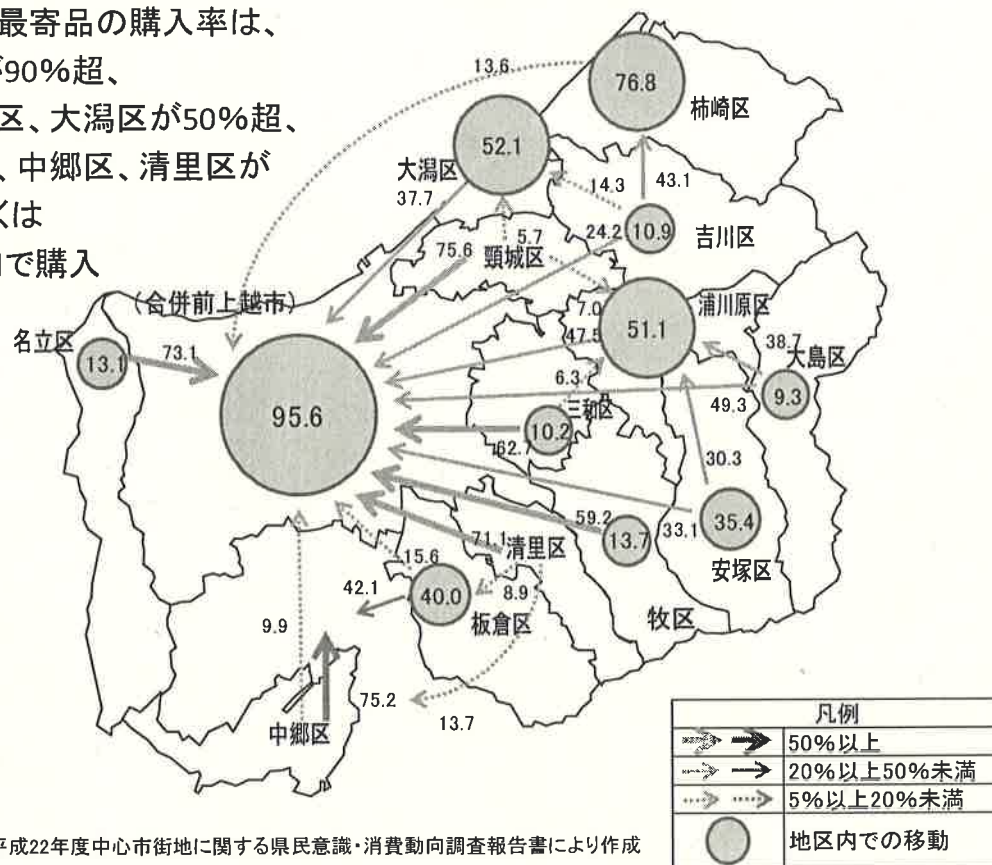 最寄品の購入率は、
が90%超、
区、大潟区が50%超、
、中郷区、清里区が
くは
内で購入
13.6
76.8
柿崎区
52.1
大潟区
37.7
14.3
43.1
10.9
吉川区
24.2
5.7
75.6
頸城区
(合併前上越市)
7.0
浦川原区
51.1
47.5
38.7
大島区
名立区
13.1
73.1
6.3
9.3
49.3
95.6
三和区
10.2
62.7
30.3
59.2
13.7
33.1
35.4
安塚区
71.1
清里区
15.6
8.9
42.1
40.0
板倉区
牧区
9.9
75.2
13.7
中郷区
凡例
50%以上
20%以上50%未満
5%以上20%未満
地区内での移動
平成22年度中心市街地に関する県民意識・消費動向調査報告書により作成